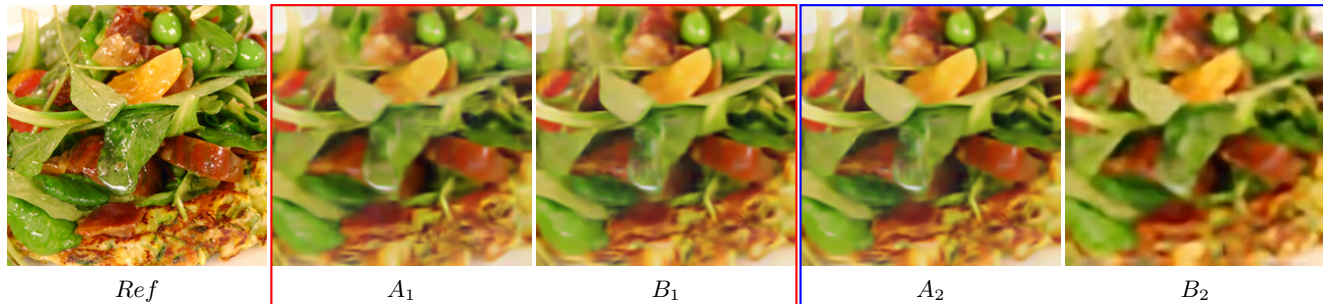 Ref A₁ B₁ A₂ B₂